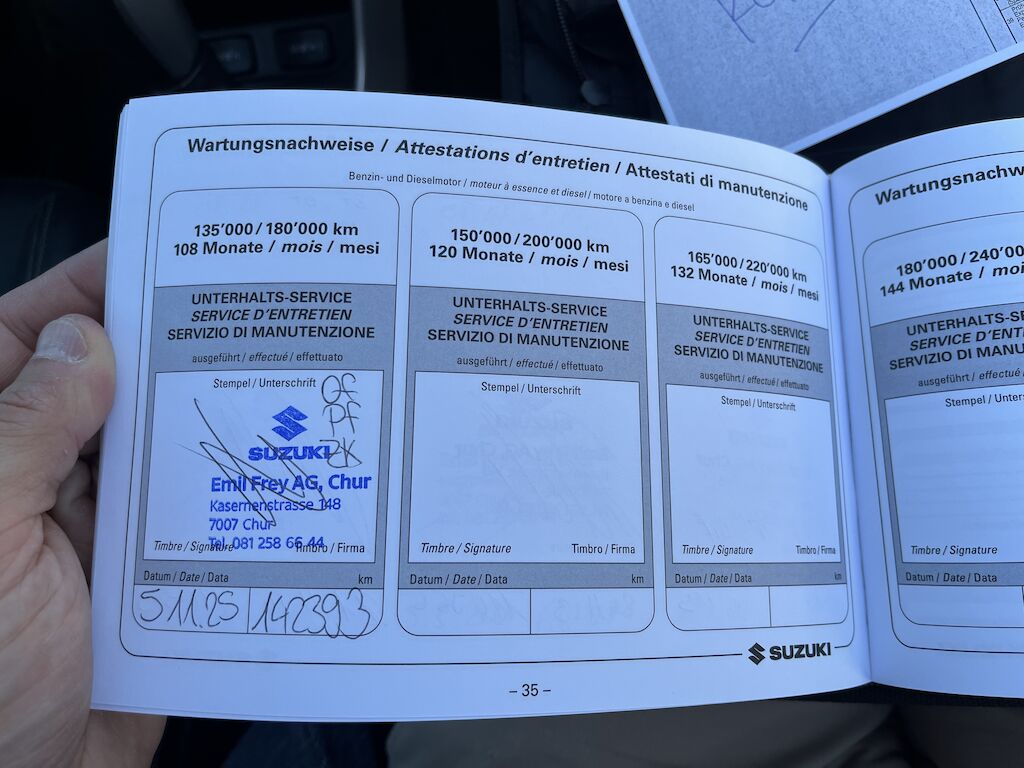 Wartungsnachweise / Attestations d’entretien / Attestati di manutenzione
Benzin- und Dieselmotor / moteur à essence et diesel / motore a benzina e diesel
135’000 / 180’000 km
108 Monate / mois / mesi
UNTERHALTS-SERVICE
SERVICE D’ENTRETIEN
SERVIZIO DI MANUTENZIONE
ausgeführt / effectué / effettuato
Stempel / Unterschrift
SUZUKI
Emil Frey AG, Chur
Kasernenstrasse 148
7007 Chur
Tel. 081 258 66 44
Timbre / Signature Timbro / Firma
Datum / Date / Data km
5.11.25 142393
150’000 / 200’000 km
120 Monate / mois / mesi
UNTERHALTS-SERVICE
SERVICE D’ENTRETIEN
SERVIZIO DI MANUTENZIONE
ausgeführt / effectué / effettuato
Stempel / Unterschrift
Timbre / Signature Timbro / Firma
Datum / Date / Data km
165’000 / 220’000 km
132 Monate / mois / mesi
UNTERHALTS-SERVICE
SERVICE D’ENTRETIEN
SERVIZIO DI MANUTENZIONE
ausgeführt / effectué / effettuato
Stempel / Unterschrift
Timbre / Signature Timbro / Firma
Datum / Date / Data km
SUZUKI
– 35 –
Wartungsnachw
180’000 / 240’00
144 Monate / moi
UNTERHALTS-S
SERVICE D’ENT
SERVIZIO DI MANU
ausgeführt / effectué /
Stempel / Unters
Timbre / Signature
Datum / Date / Data